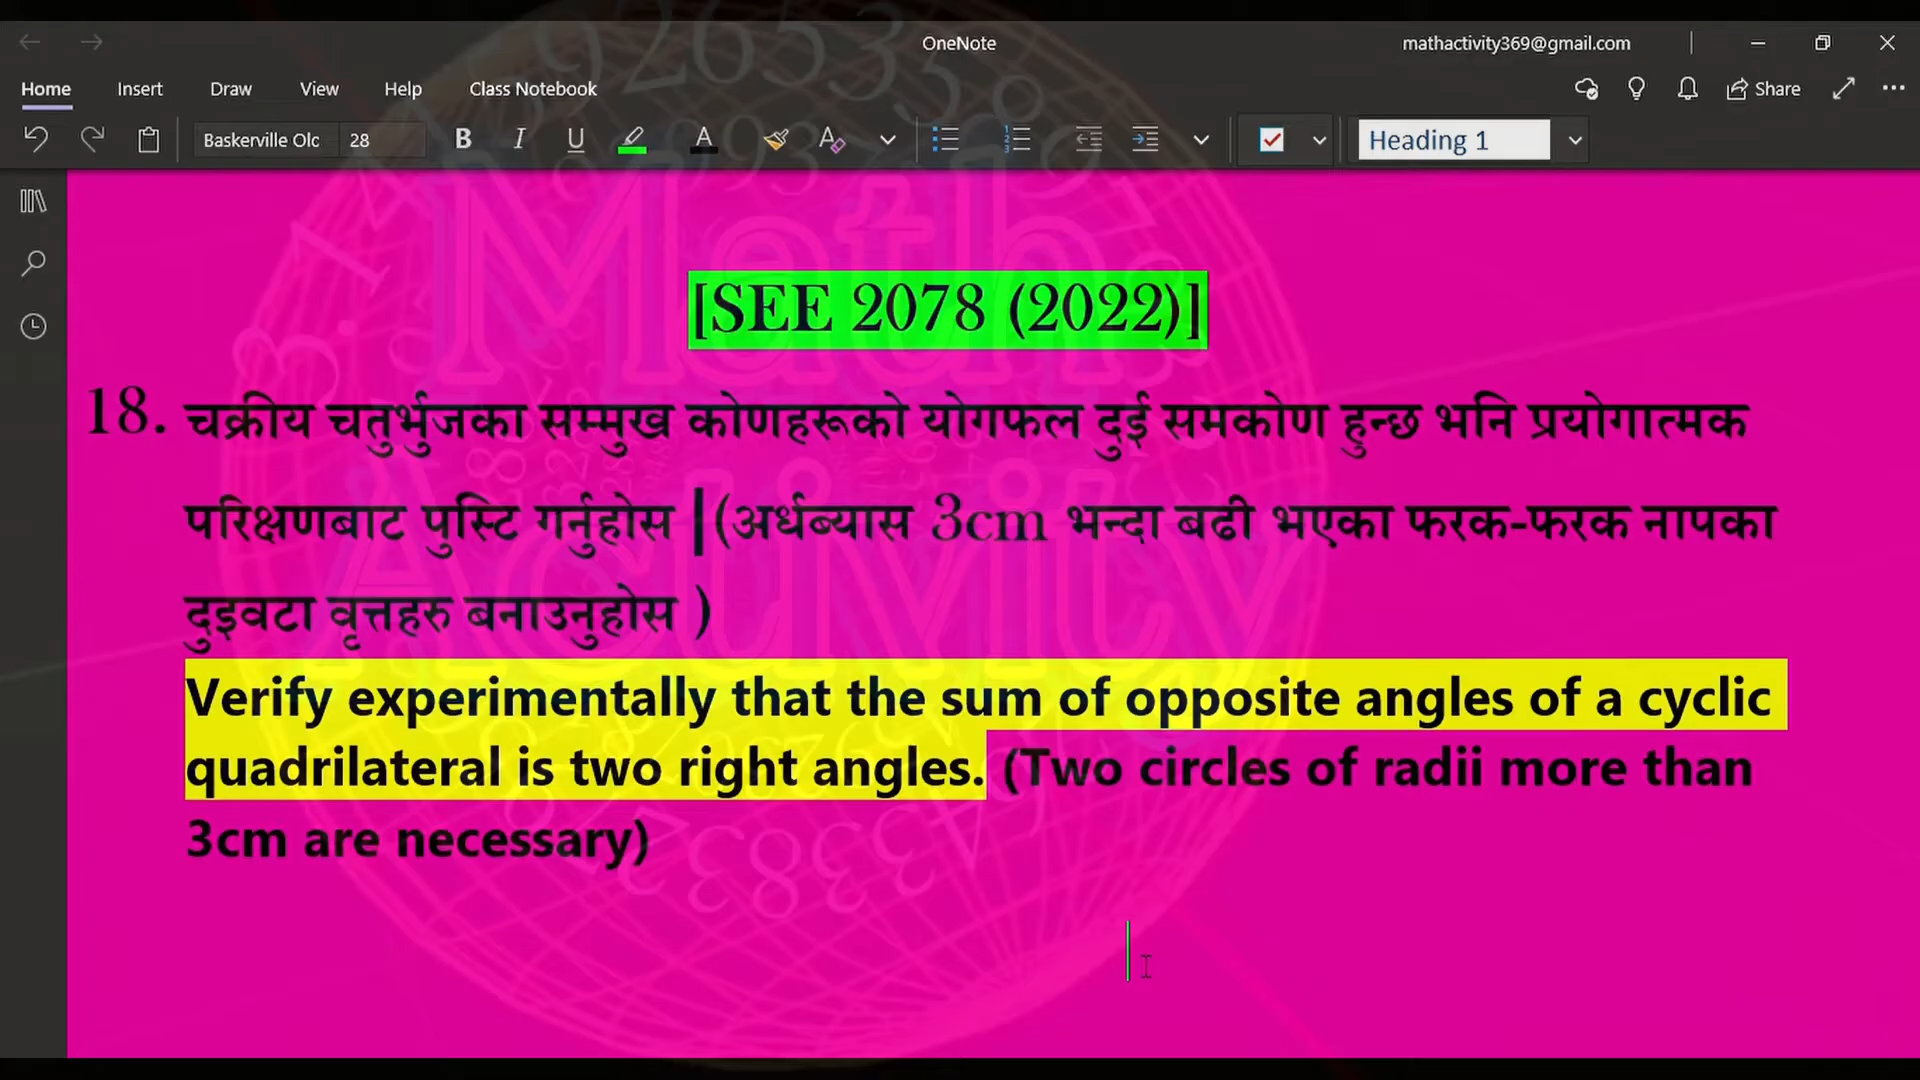 OneNote
mathactivity369@gmail.com
Home Insert Draw View Help Class Notebook Share
Baskerville Olc 28 B I U A A Heading 1
Math
Activity
[SEE 2078 (2022)]
18. चक्रीय चतुर्भुजका सम्मुख कोणहरूको योगफल दुई समकोण हुन्छ भनि प्रयोगात्मक
परिक्षणबाट पुस्टि गर्नुहोस |(अर्धब्यास 3cm भन्दा बढी भएका फरक-फरक नापका
दुइवटा वृत्तहरु बनाउनुहोस )
Verify experimentally that the sum of opposite angles of a cyclic
quadrilateral is two right angles. (Two circles of radii more than
3cm are necessary)